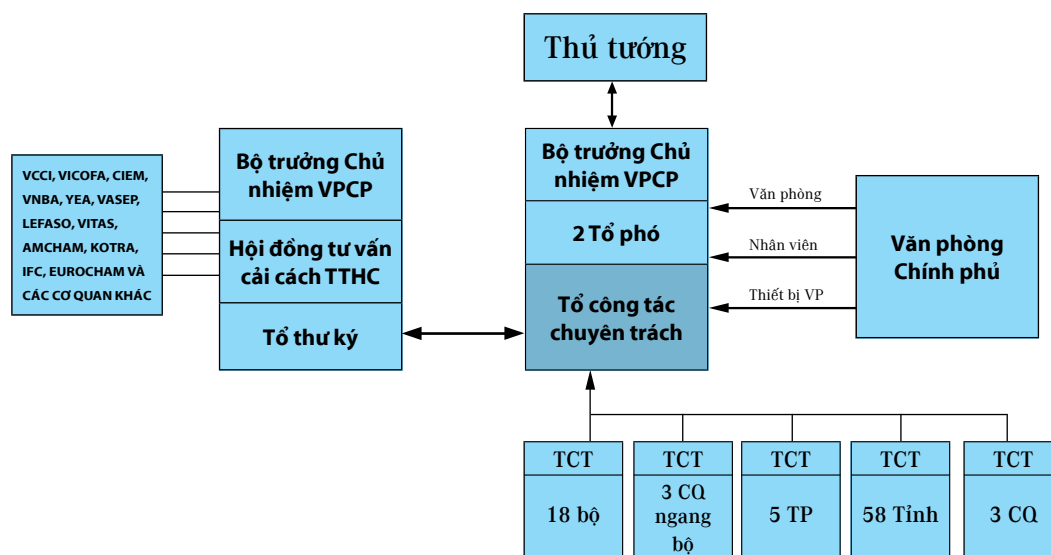 Thủ tướng
VCCI, VICOFA, CIEM,
VNBA, YEA, VASEP,
LEFASO, VITAS,
AMCHAM, KOTRA,
IFC, EUROCHAM VÀ
CÁC CƠ QUAN KHÁC
Bộ trưởng Chủ
nhiệm VPCP
Hội đồng tư vấn
cải cách TTHC
Tổ thư ký
Bộ trưởng Chủ
nhiệm VPCP
2 Tổ phó
Tổ công tác
chuyên trách
Văn phòng
Nhân viên
Thiết bị VP
Văn phòng
Chính phủ
TCT
18 bộ
TCT
3 CQ
ngang
bộ
TCT
5 TP
TCT
58 Tỉnh
TCT
3 CQ